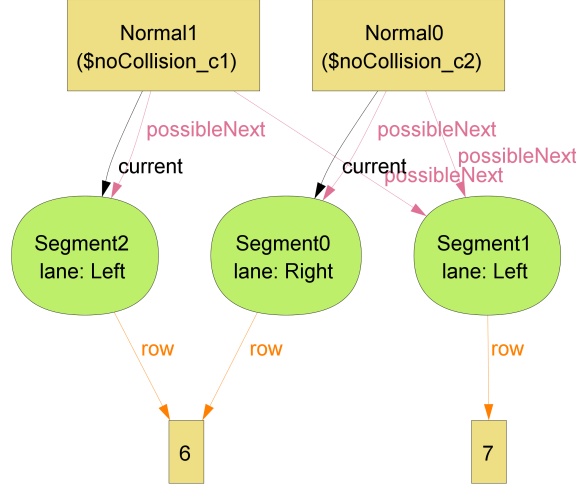 Normal1
($noCollision_c1)
Normal0
($noCollision_c2)
possibleNext
possibleNext
possibleNext
current
current
possibleNext
Segment2
lane: Left
Segment0
lane: Right
Segment1
lane: Left
row
row
row
6
7